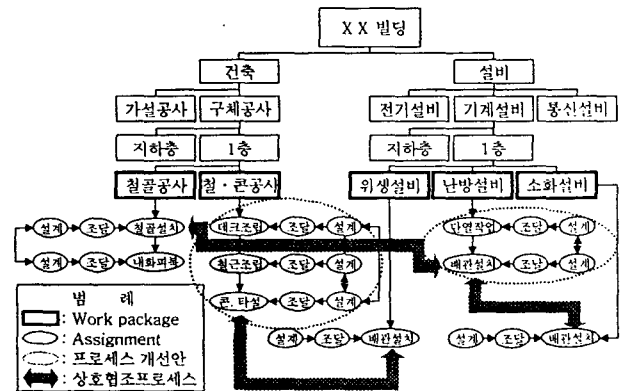 XX 빌딩
건축 설비
가설공사 구체공사 전기설비 기계설비 통신설비
지하층 1층 지하층 1층
철골공사 철·콘공사 위생설비 난방설비 소화설비
설계 조달 철골설치 데크조립 조달 설계 단열작업 조달 설계
설계 조달 내화피복 철근조립 조달 설계 배관설치 조달 설계
콘.타설 조달 설계
설계 조달 배관설치 설계 조달 배관설치
범 례
: Work package
: Assignment
: 프로세스 개선안
: 상호협조프로세스